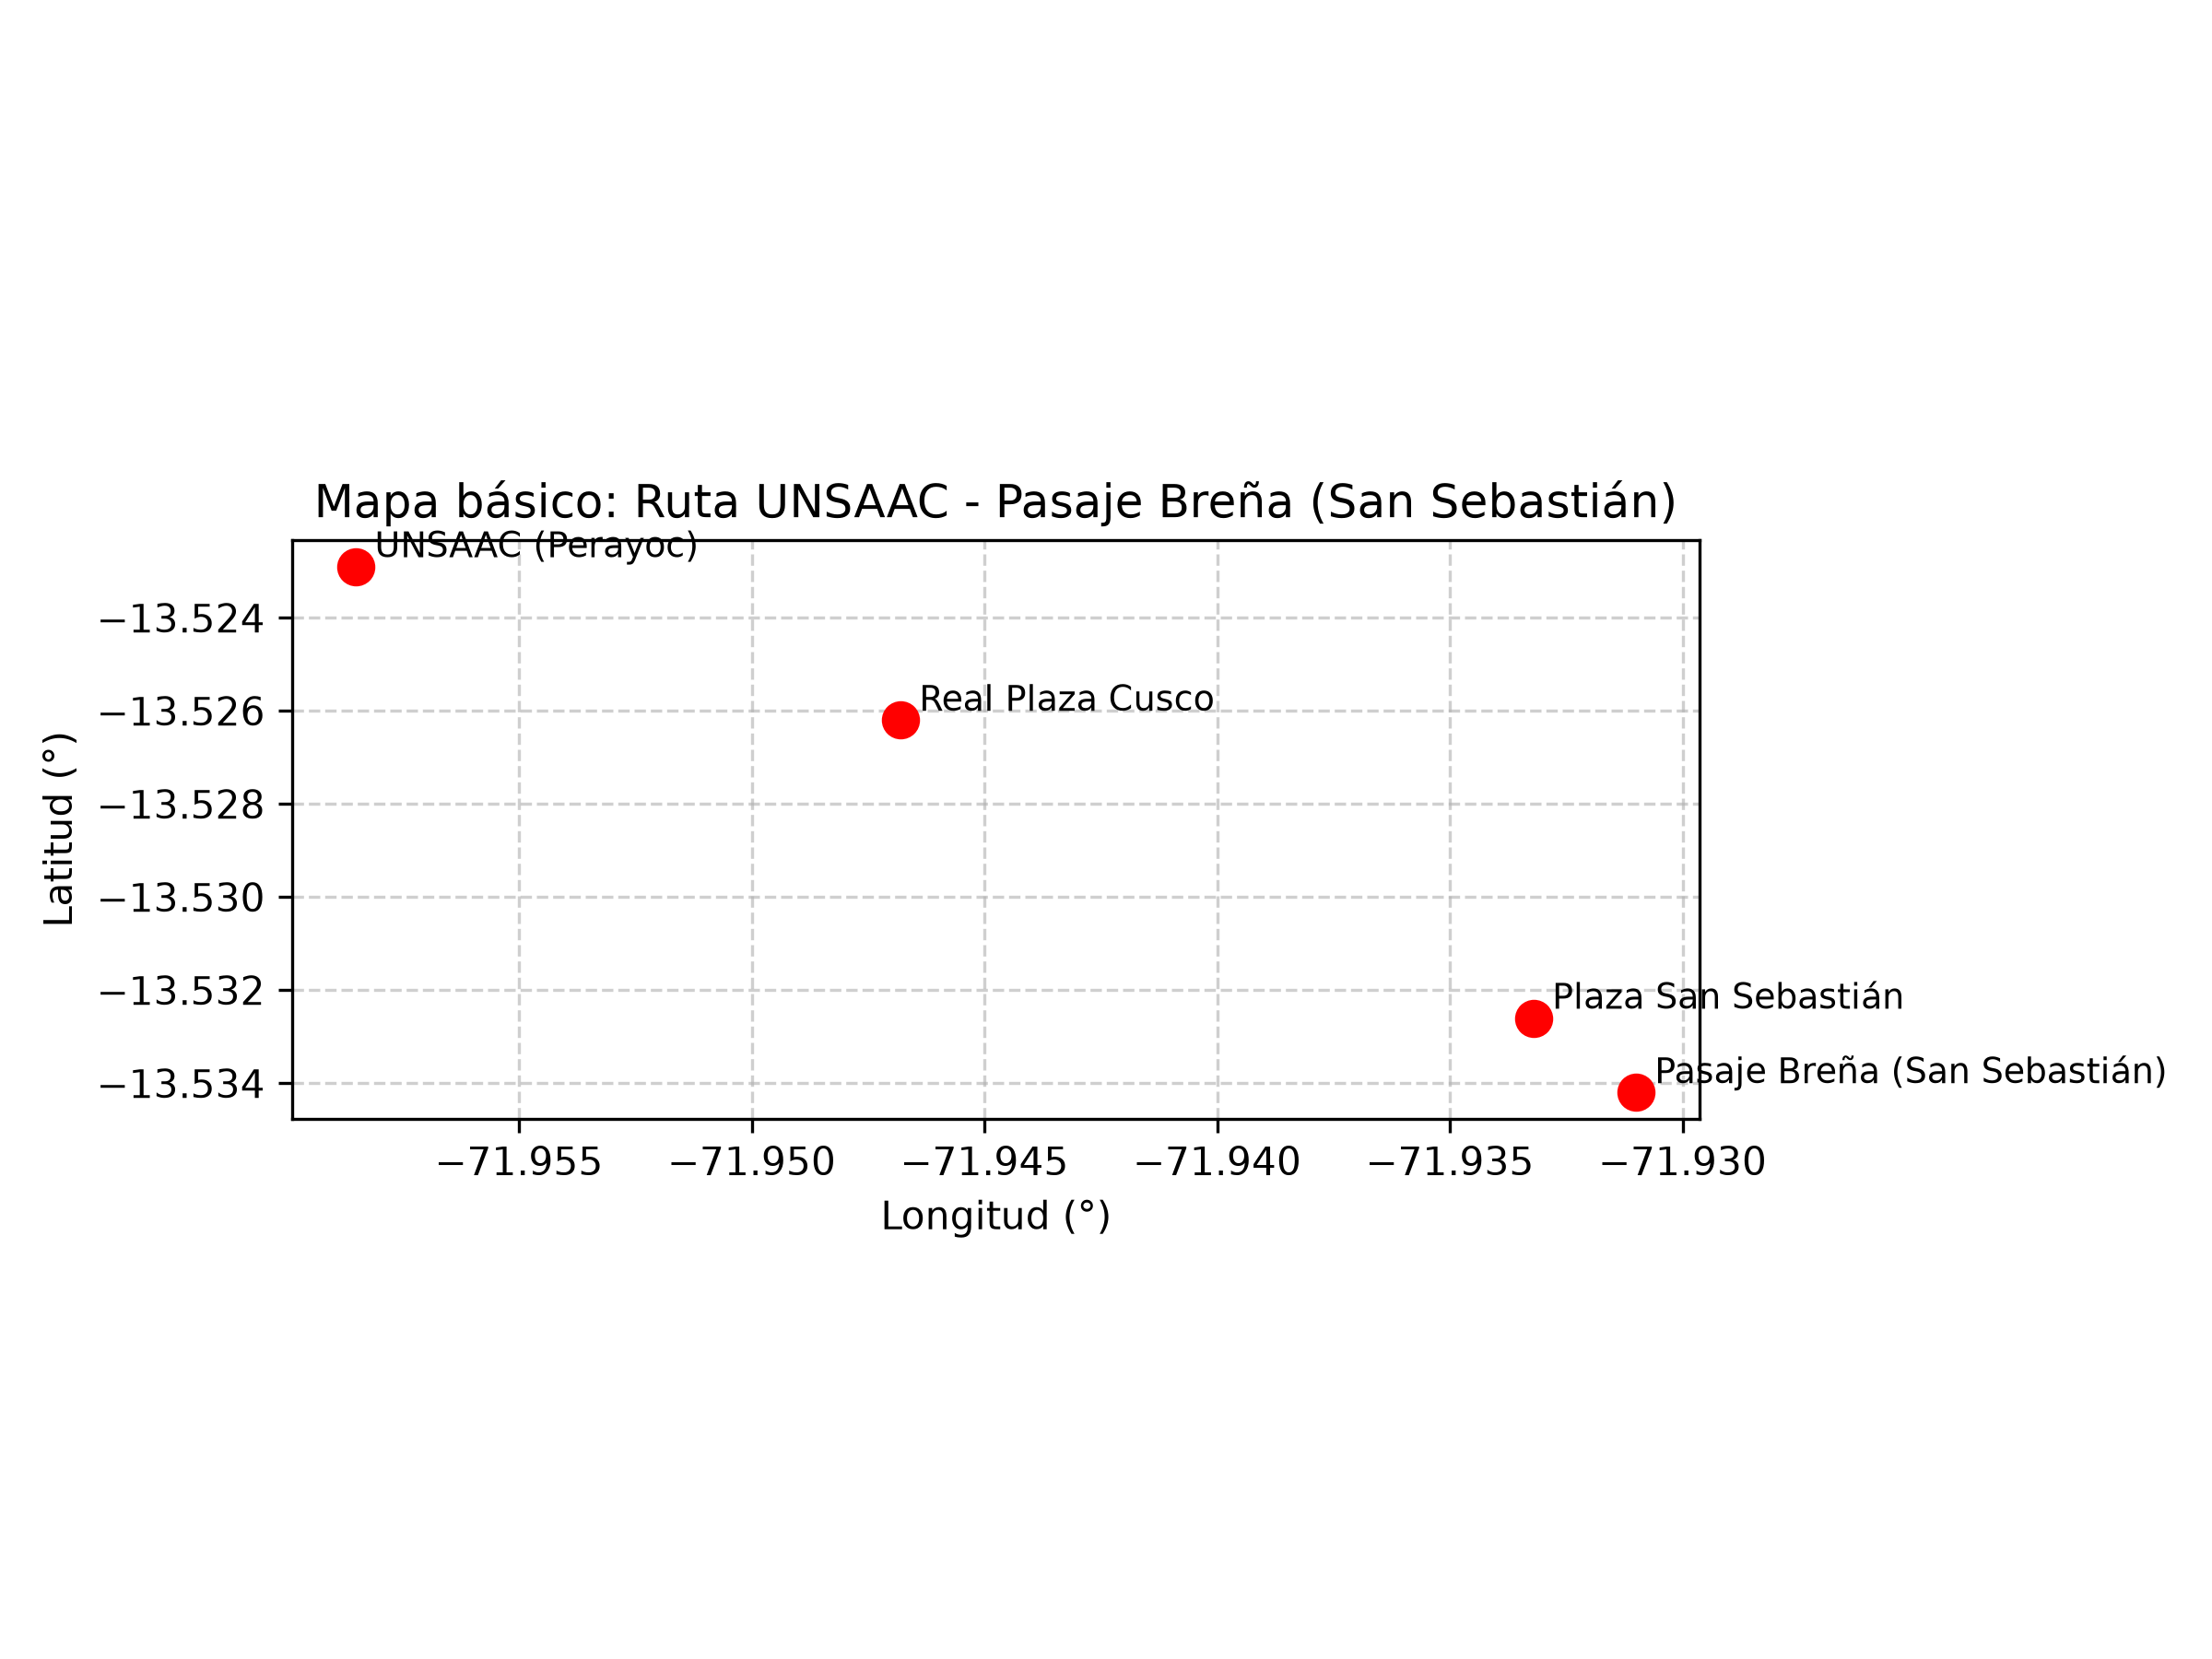 Mapa básico: Ruta UNSAAC - Pasaje Breña (San Sebastián)
UNSAAC (Perayoc)
−13.524
Real Plaza Cusco
−13.526
−13.528
Latitud (°)
−13.530
−13.532
Plaza San Sebastián
Pasaje Breña (San Sebastián)
−13.534
−71.955 −71.950 −71.945 −71.940 −71.935 −71.930
Longitud (°)